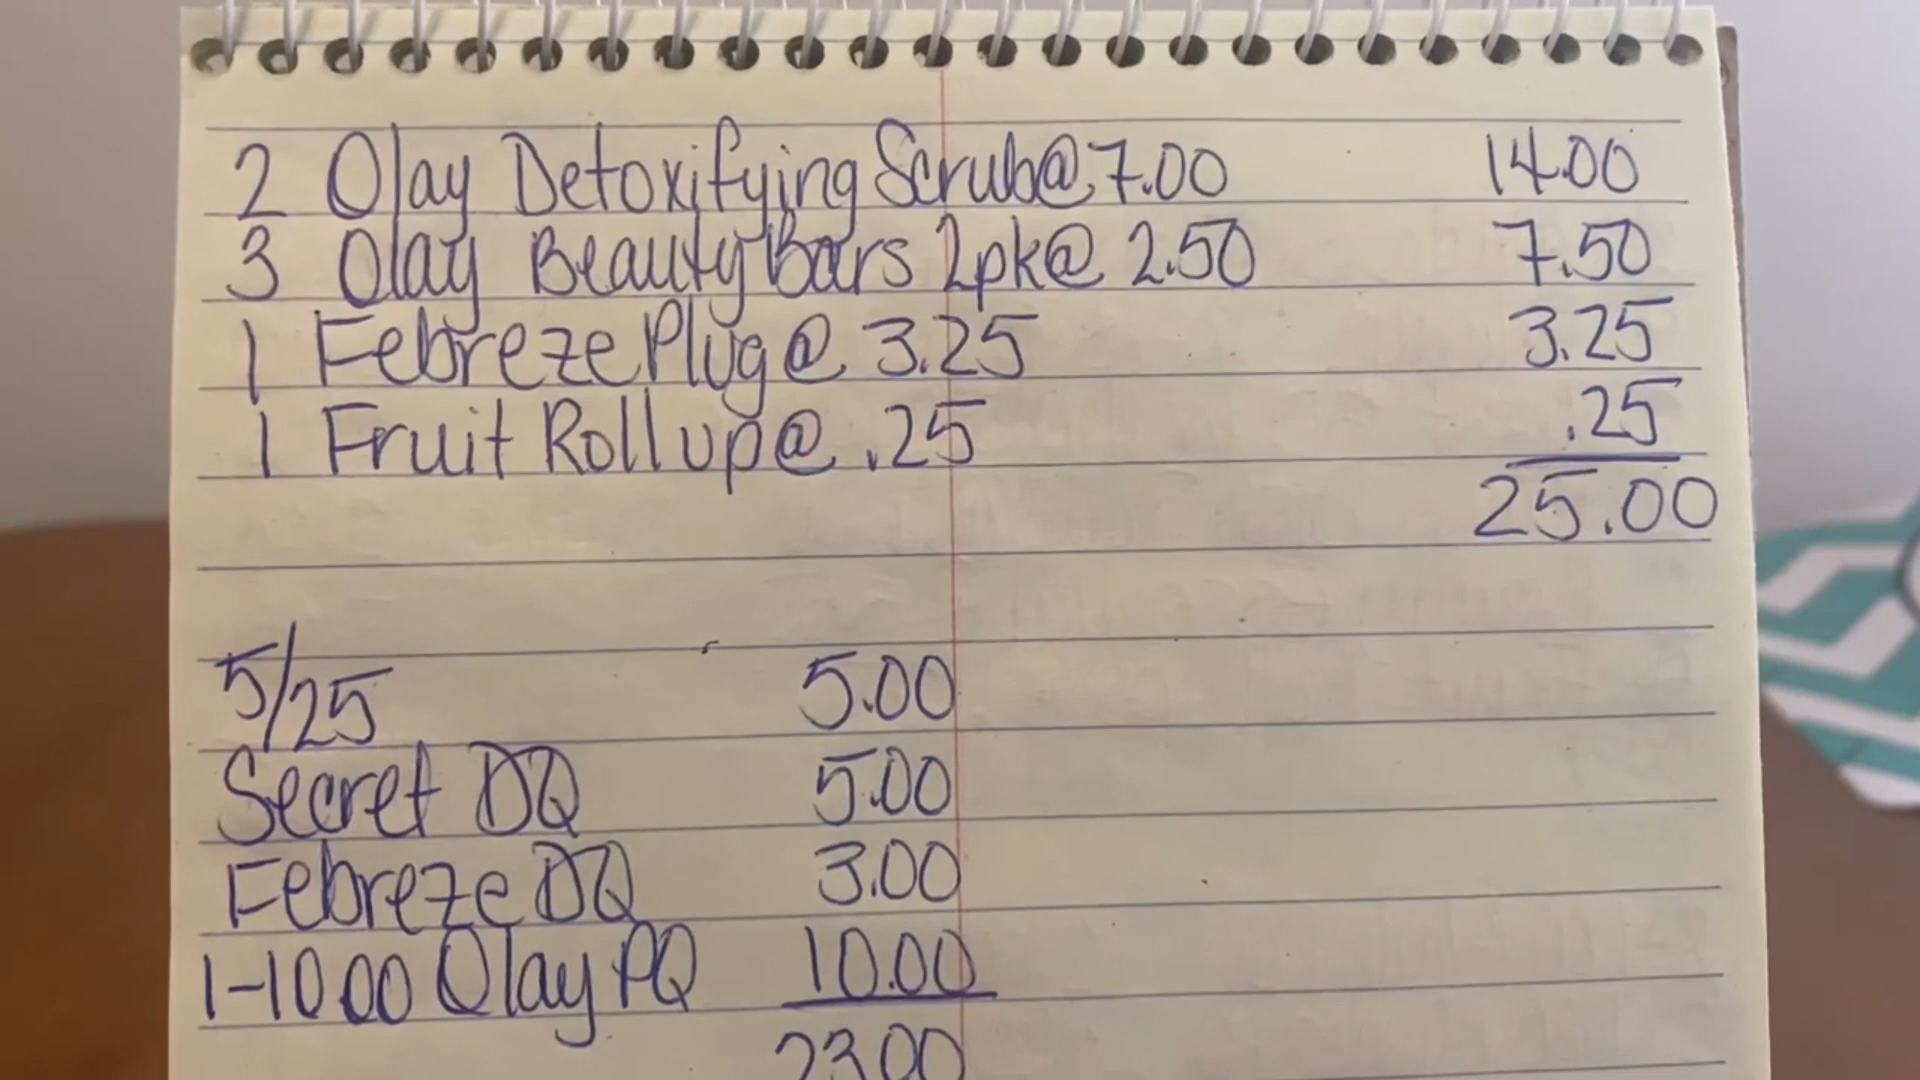 2 Olay Detoxifying Scrub@ 7.00 14.00
3 Olay Beauty Bars 2pk@ 2.50 7.50
1 Febreze Plug @ 3.25 3.25
1 Fruit Roll up @ .25 .25
25.00
5/25 5.00
Secret DQ 5.00
Febreze DQ 3.00
1-10.00 Olay PQ 10.00
23.00